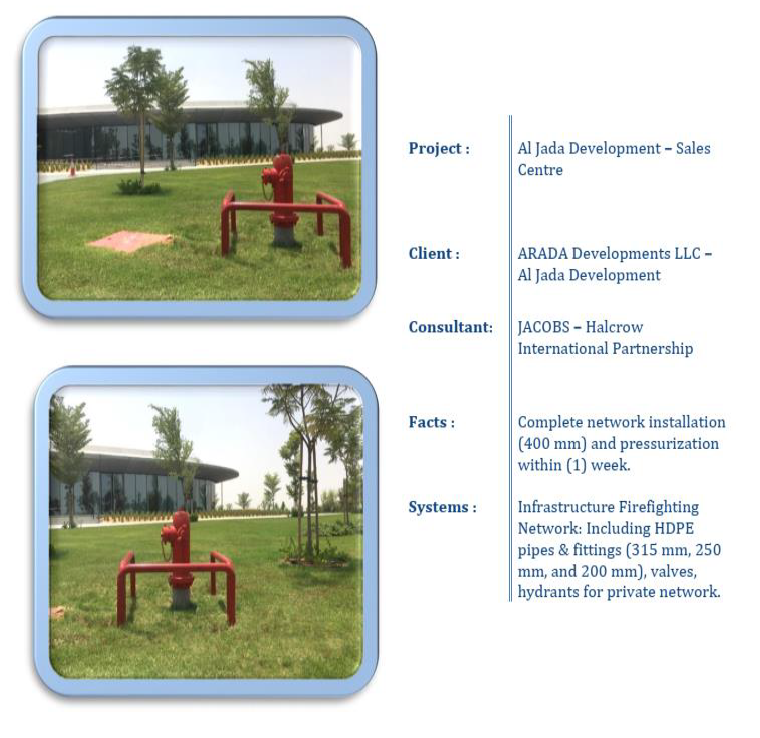 Project :
Al Jada Development – Sales
Centre
Client :
ARADA Developments LLC –
Al Jada Development
Consultant:
JACOBS – Halcrow
International Partnership
Facts :
Complete network installation
(400 mm) and pressurization
within (1) week.
Systems :
Infrastructure Firefighting
Network: Including HDPE
pipes & fittings (315 mm, 250
mm, and 200 mm), valves,
hydrants for private network.